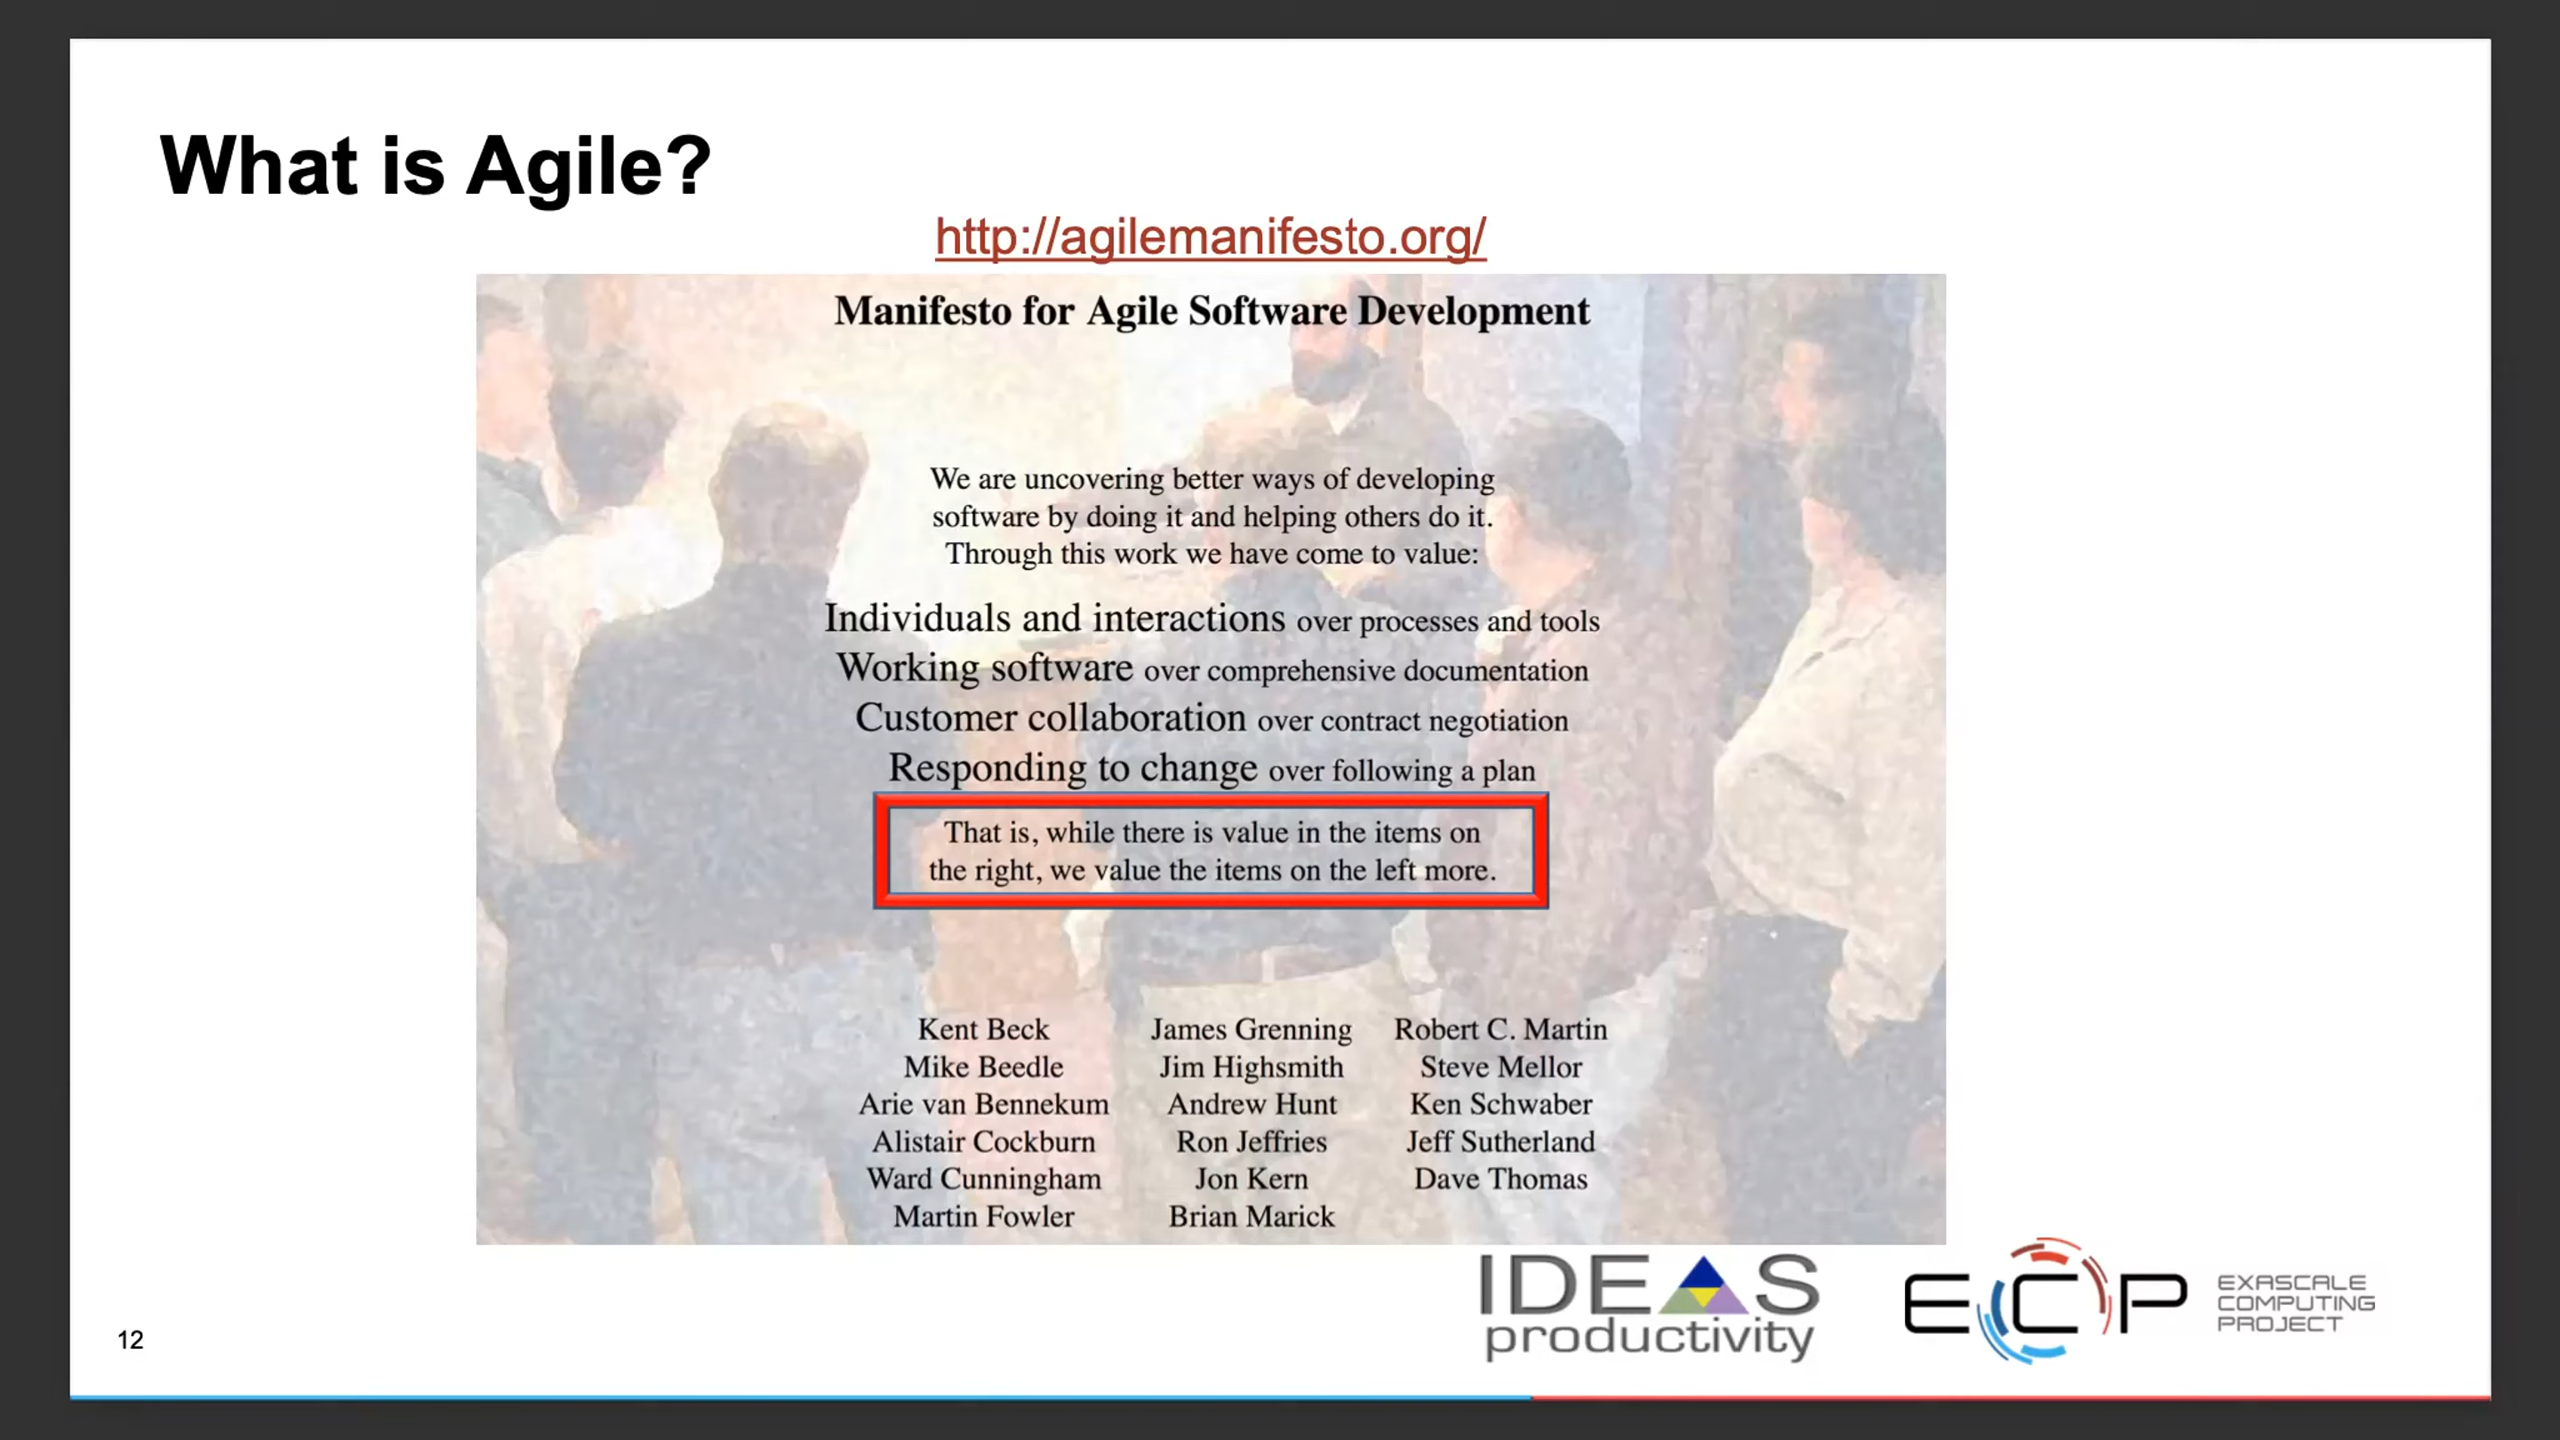 What is Agile?
http://agilemanifesto.org/
Manifesto for Agile Software Development
We are uncovering better ways of developing
software by doing it and helping others do it.
Through this work we have come to value:
Individuals and interactions over processes and tools
Working software over comprehensive documentation
Customer collaboration over contract negotiation
Responding to change over following a plan
That is, while there is value in the items on
the right, we value the items on the left more.
Kent Beck
Mike Beedle
Arie van Bennekum
Alistair Cockburn
Ward Cunningham
Martin Fowler
James Grenning
Jim Highsmith
Andrew Hunt
Ron Jeffries
Jon Kern
Brian Marick
Robert C. Martin
Steve Mellor
Ken Schwaber
Jeff Sutherland
Dave Thomas
12
IDEAS
productivity
ECP
EXASCALE
COMPUTING
PROJECT